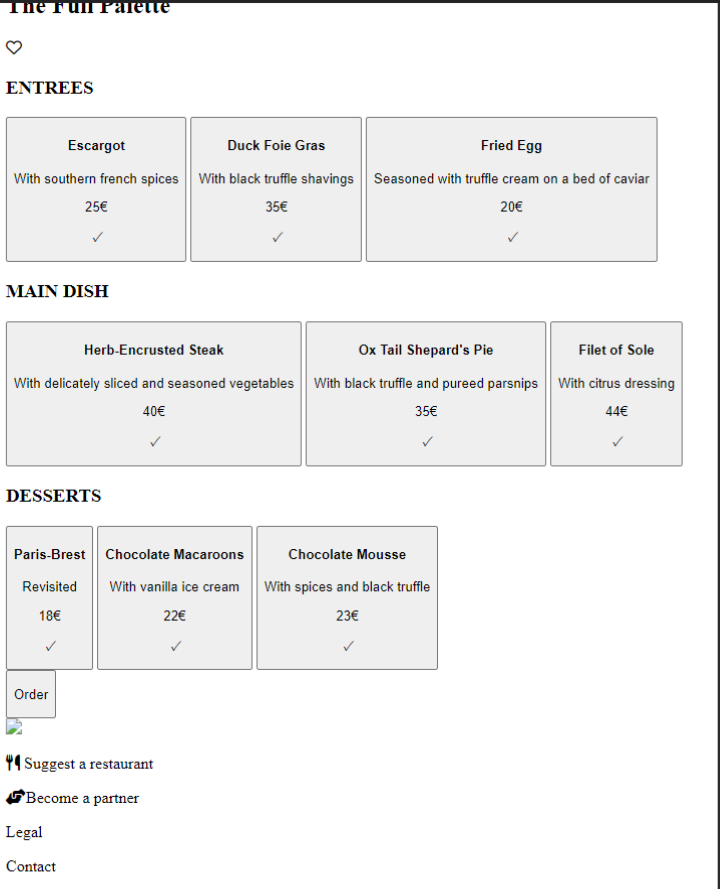 The Full Palette
ENTREES
Escargot
With southern french spices
25€
✓
Duck Foie Gras
With black truffle shavings
35€
✓
Fried Egg
Seasoned with truffle cream on a bed of caviar
20€
✓
MAIN DISH
Herb-Encrusted Steak
With delicately sliced and seasoned vegetables
40€
✓
Ox Tail Shepard's Pie
With black truffle and pureed parsnips
35€
✓
Filet of Sole
With citrus dressing
44€
✓
DESSERTS
Paris-Brest
Revisited
18€
✓
Chocolate Macaroons
With vanilla ice cream
22€
✓
Chocolate Mousse
With spices and black truffle
23€
✓
Order
Suggest a restaurant
Become a partner
Legal
Contact